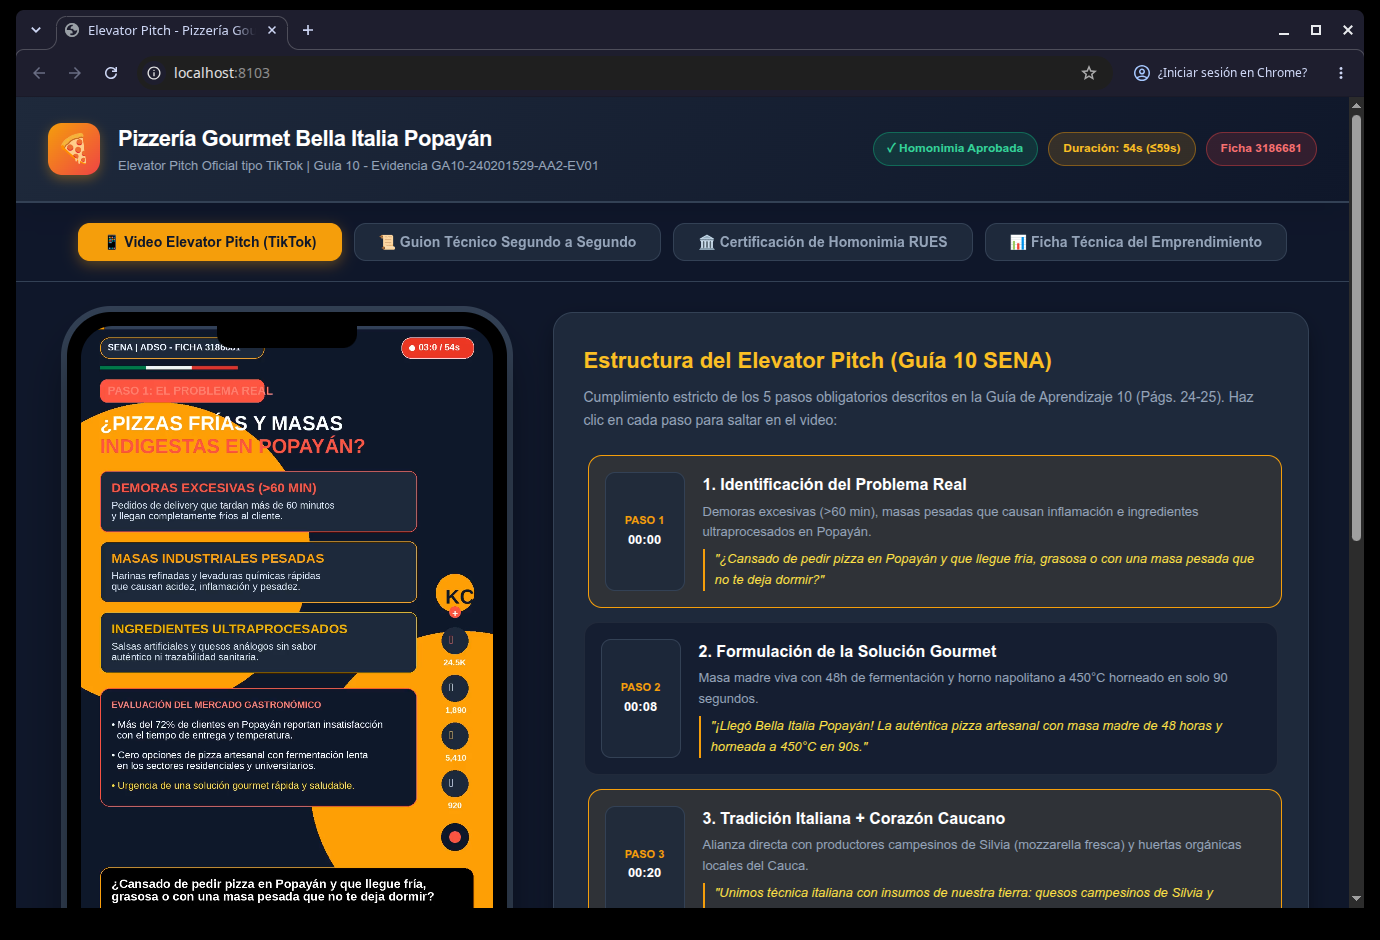 Elevator Pitch - Pizzería Go
localhost:8103
¿Iniciar sesión en Chrome?
Pizzería Gourmet Bella Italia Popayán
Elevator Pitch Oficial tipo TikTok | Guía 10 - Evidencia GA10-240201529-AA2-EV01
✓ Homonimia Aprobada
Duración: 54s (≤59s)
Ficha 3186681
Video Elevator Pitch (TikTok)
Guion Técnico Segundo a Segundo
Certificación de Homonimia RUES
Ficha Técnica del Emprendimiento
SENA | ADSO - FICHA 3186681
03:0 / 54s
PASO 1: EL PROBLEMA REAL
¿PIZZAS FRÍAS Y MASAS
INDIGESTAS EN POPAYÁN?
DEMORAS EXCESIVAS (>60 MIN)
Pedidos de delivery que tardan más de 60 minutos
y llegan completamente fríos al cliente.
MASAS INDUSTRIALES PESADAS
Harinas refinadas y levaduras químicas rápidas
que causan acidez, inflamación y pesadez.
INGREDIENTES ULTRAPROCESADOS
Salsas artificiales y quesos análogos sin sabor
auténtico ni trazabilidad sanitaria.
KC
+
24.5K
1,890
5,410
920
EVALUACIÓN DEL MERCADO GASTRONÓMICO
• Más del 72% de clientes en Popayán reportan insatisfacción
con el tiempo de entrega y temperatura.
• Cero opciones de pizza artesanal con fermentación lenta
en los sectores residenciales y universitarios.
• Urgencia de una solución gourmet rápida y saludable.
¿Cansado de pedir pizza en Popayán y que llegue fría,
grasosa o con una masa pesada que no te deja dormir?
Estructura del Elevator Pitch (Guía 10 SENA)
Cumplimiento estricto de los 5 pasos obligatorios descritos en la Guía de Aprendizaje 10 (Págs. 24-25). Haz
clic en cada paso para saltar en el video:
PASO 1
00:00
1. Identificación del Problema Real
Demoras excesivas (>60 min), masas pesadas que causan inflamación e ingredientes
ultraprocesados en Popayán.
"¿Cansado de pedir pizza en Popayán y que llegue fría, grasosa o con una masa pesada que
no te deja dormir?"
PASO 2
00:08
2. Formulación de la Solución Gourmet
Masa madre viva con 48h de fermentación y horno napolitano a 450°C horneado en solo 90
segundos.
"¡Llegó Bella Italia Popayán! La auténtica pizza artesanal con masa madre de 48 horas y
horneada a 450°C en 90s."
PASO 3
00:20
3. Tradición Italiana + Corazón Caucano
Alianza directa con productores campesinos de Silvia (mozzarella fresca) y huertas orgánicas
locales del Cauca.
"Unimos técnica italiana con insumos de nuestra tierra: quesos campesinos de Silvia y